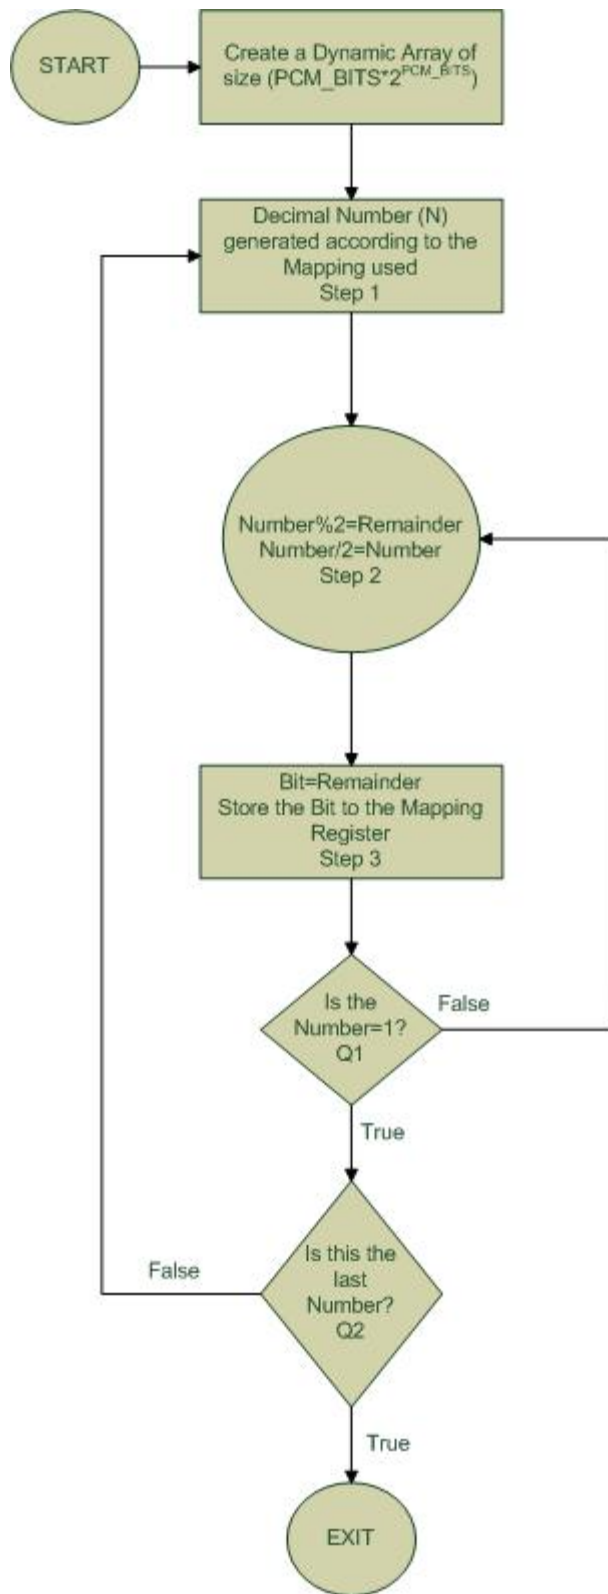 START
Create a Dynamic Array of
size (PCM_BITS*2^PCM_BITS)
Decimal Number (N)
generated according to the
Mapping used
Step 1
Number%2=Remainder
Number/2=Number
Step 2
Bit=Remainder
Store the Bit to the Mapping
Register
Step 3
Is the
Number=1?
Q1
False
True
Is this the
last
Number?
Q2
False
True
EXIT